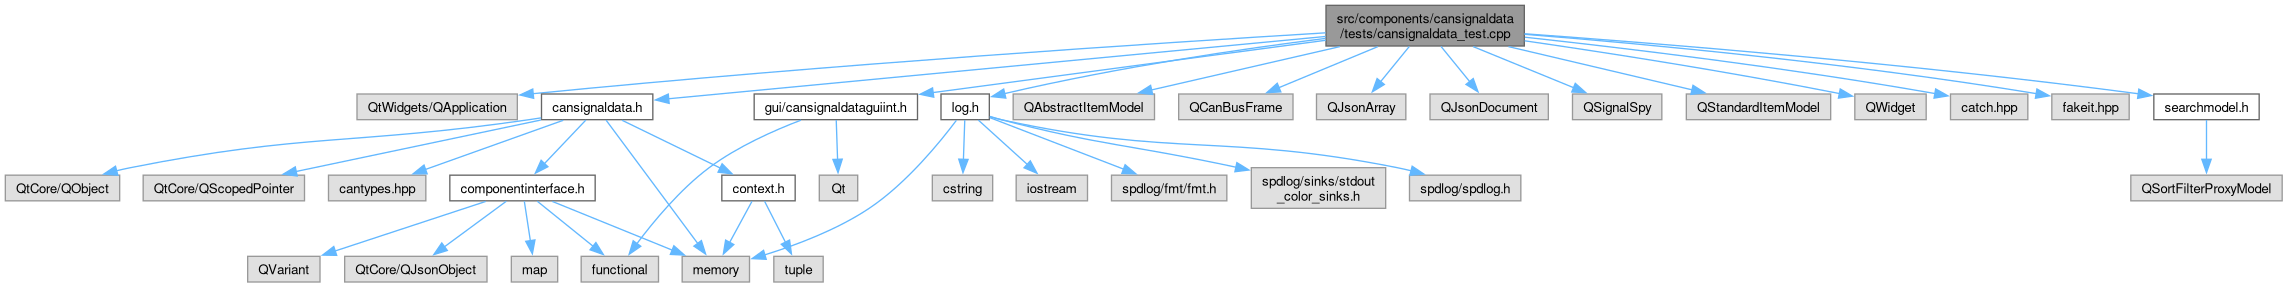 src/components/cansignaldata
/tests/cansignaldata_test.cpp
QtWidgets/QApplication
cansignaldata.h
gui/cansignaldataguiint.h
log.h
QAbstractItemModel
QCanBusFrame
QJsonArray
QJsonDocument
QSignalSpy
QStandardItemModel
QWidget
catch.hpp
fakeit.hpp
searchmodel.h
QtCore/QObject
QtCore/QScopedPointer
cantypes.hpp
componentinterface.h
context.h
Qt
cstring
iostream
spdlog/fmt/fmt.h
spdlog/sinks/stdout
_color_sinks.h
spdlog/spdlog.h
QSortFilterProxyModel
QVariant
QtCore/QJsonObject
map
functional
memory
tuple